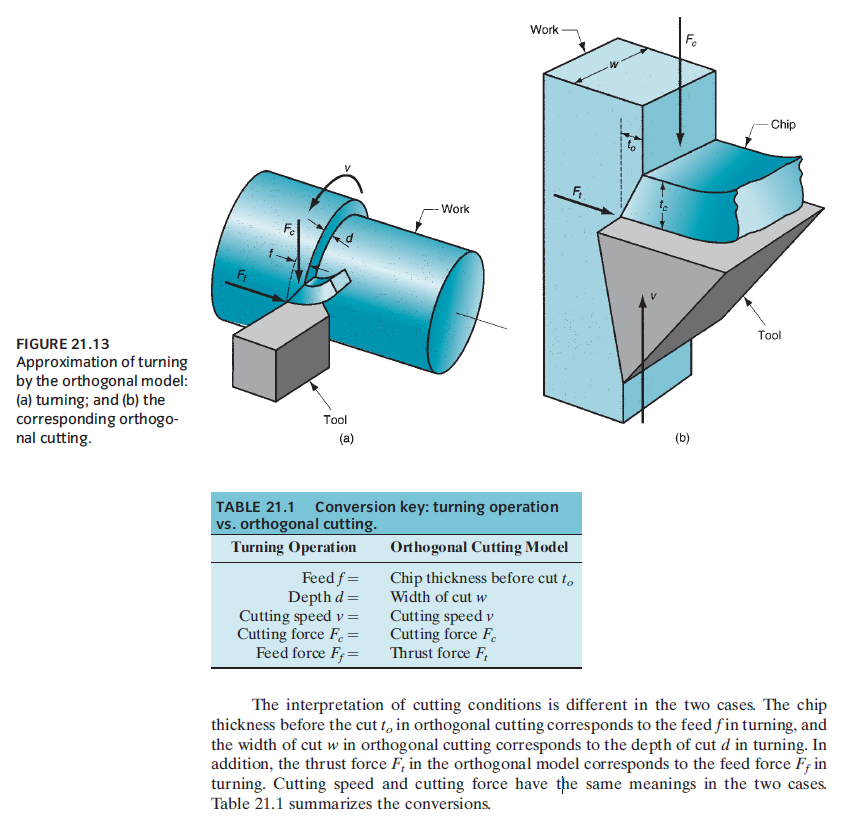 Work
F_c
w
Chip
t_o
F_t
t_c
v
Tool
(b)
v
Work
F_c
d
f
F_f
Tool
(a)
FIGURE 21.13
Approximation of turning
by the orthogonal model:
(a) turning; and (b) the
corresponding orthogo-
nal cutting.
TABLE 21.1 Conversion key: turning operation
vs. orthogonal cutting.
Turning Operation Orthogonal Cutting Model
Feed f = Chip thickness before cut t_o
Depth d = Width of cut w
Cutting speed v = Cutting speed v
Cutting force F_c = Cutting force F_c
Feed force F_f = Thrust force F_t
The interpretation of cutting conditions is different in the two cases. The chip
thickness before the cut t_o in orthogonal cutting corresponds to the feed f in turning, and
the width of cut w in orthogonal cutting corresponds to the depth of cut d in turning. In
addition, the thrust force F_t in the orthogonal model corresponds to the feed force F_f in
turning. Cutting speed and cutting force have the same meanings in the two cases.
Table 21.1 summarizes the conversions.